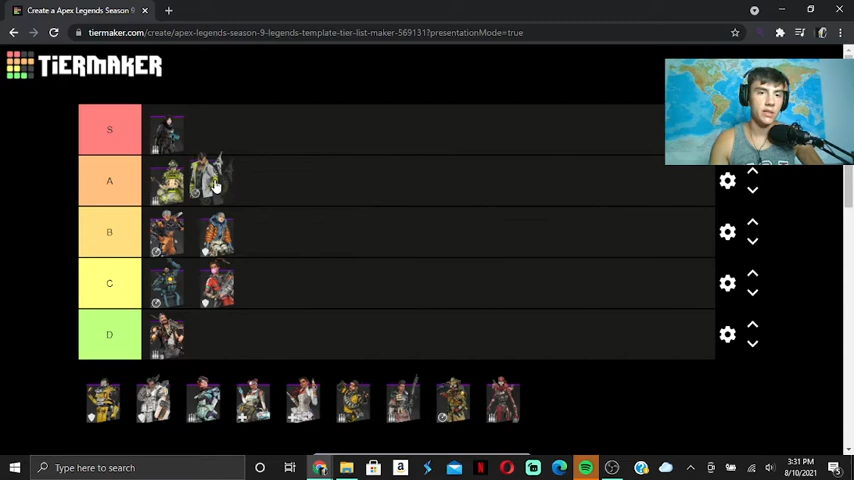 Create a Apex Legends Season 9
tiermaker.com/create/apex-legends-season-9-legends-template-tier-list-maker-569131?presentationMode=true
TIERMAKER
S
A
B
C
D
Type here to search
3:31 PM
8/10/2021
5